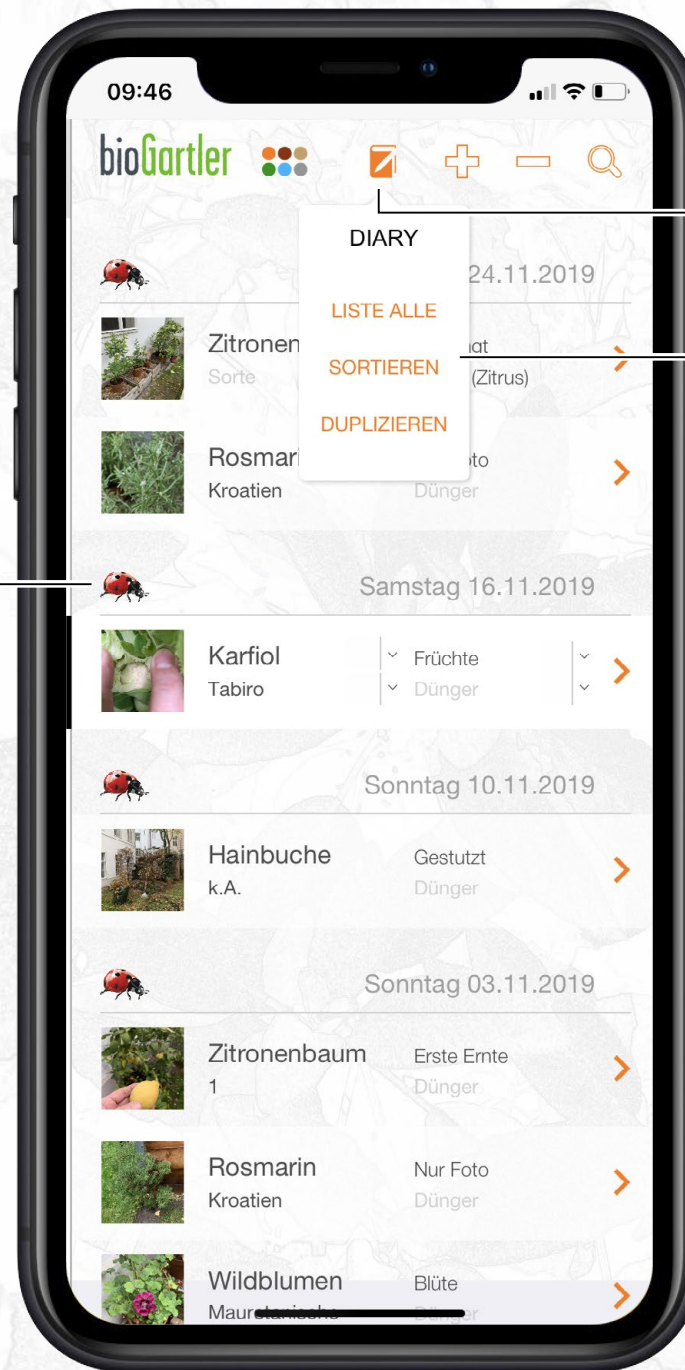 09:46
bioGartler
DIARY
LISTE ALLE
SORTIEREN
DUPLIZIEREN
24.11.2019
Zitronen
Sorte
(Zitrus)
Rosmari
Kroatien
Dünger
Samstag 16.11.2019
Karfiol Früchte
Tabiro Dünger
Sonntag 10.11.2019
Hainbuche Gestutzt
k.A. Dünger
Sonntag 03.11.2019
Zitronenbaum Erste Ernte
1 Dünger
Rosmarin Nur Foto
Kroatien Dünger
Wildblumen Blüte